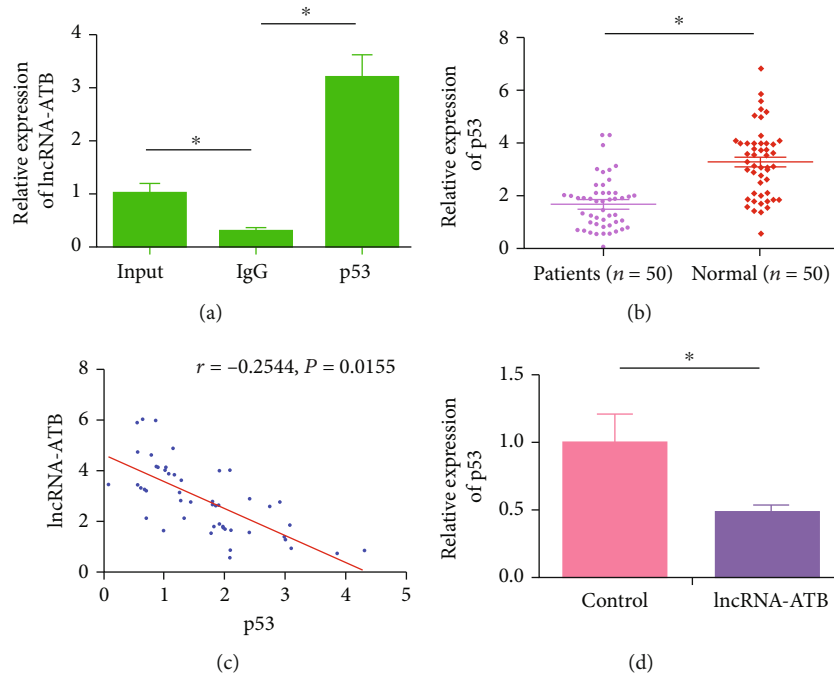 Relative expression
of lncRNA-ATB
4
3
2
1
0
*
*
Input IgG p53
(a)
Relative expression
of p53
8
6
4
2
0
*
Patients (n = 50) Normal (n = 50)
(b)
r = –0.2544, P = 0.0155
lncRNA-ATB
8
6
4
2
0
0 1 2 3 4 5
p53
(c)
Relative expression
of p53
1.5
1.0
0.5
0.0
*
Control lncRNA-ATB
(d)